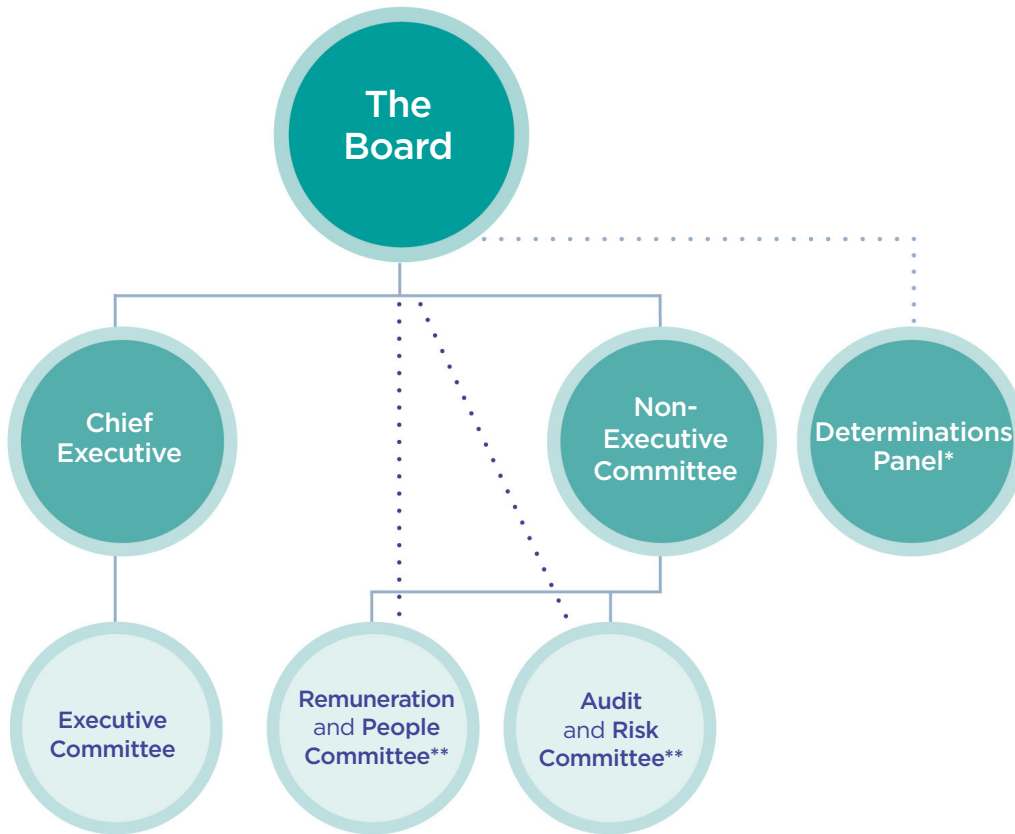 The
Board
Chief
Executive
Non-
Executive
Committee
Determinations
Panel*
Executive
Committee
Remuneration
and People
Committee**
Audit
and Risk
Committee**